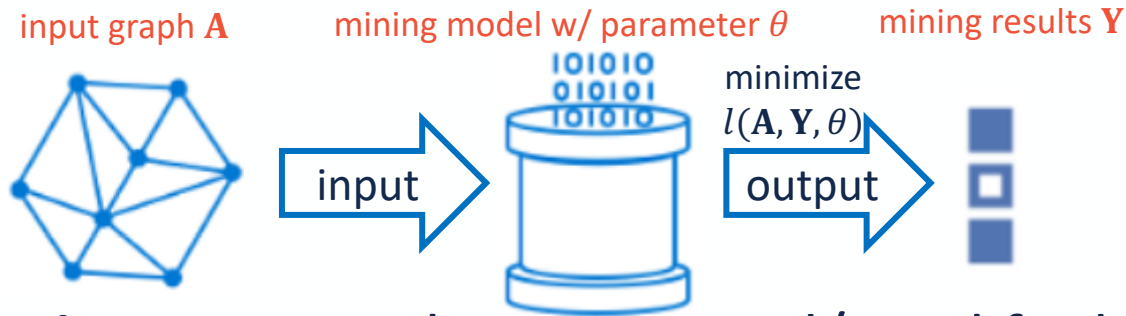 input graph A
mining model w/ parameter θ
mining results Y
101010
010101
101010
minimize
l(A, Y, θ)
input
output